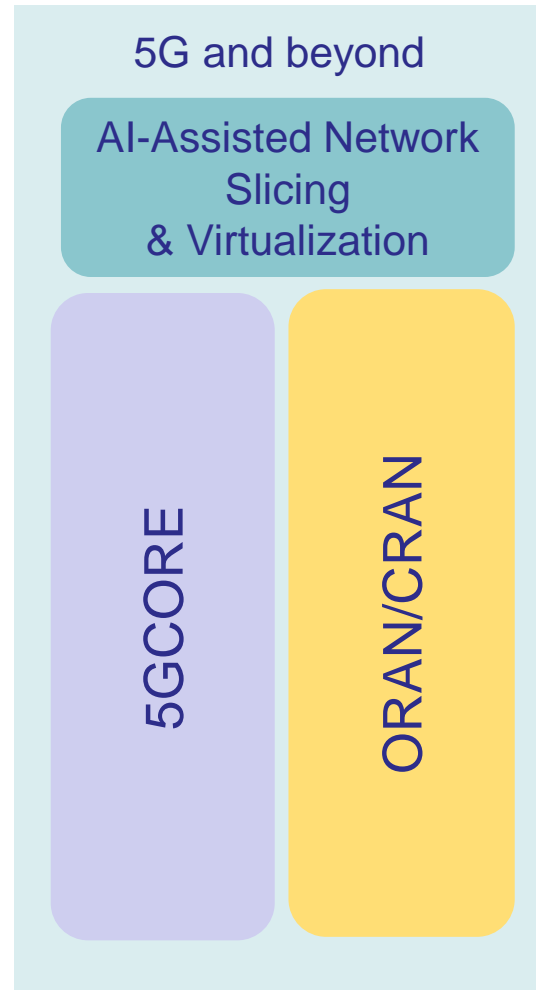 5G and beyond
AI-Assisted Network
Slicing
& Virtualization
5GCORE
ORAN/CRAN